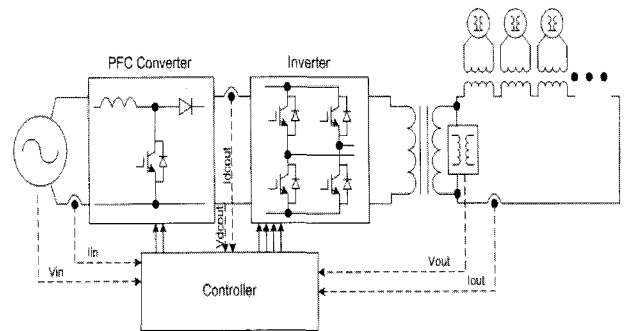 PFC Converter
Inverter
Idcout
Vdcout
Iin
Vin
Vout
Iout
Controller